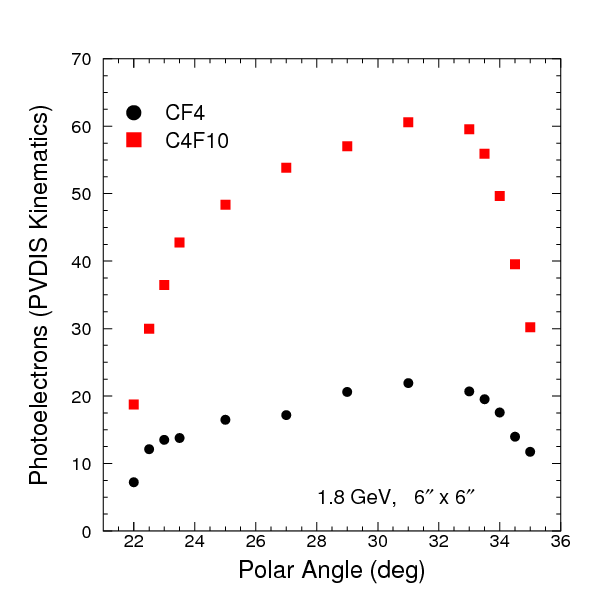 70
60
50
40
30
20
10
0
22 24 26 28 30 32 34 36
Photoelectrons (PVDIS Kinematics)
Polar Angle (deg)
CF4
C4F10
1.8 GeV, 6″ x 6″